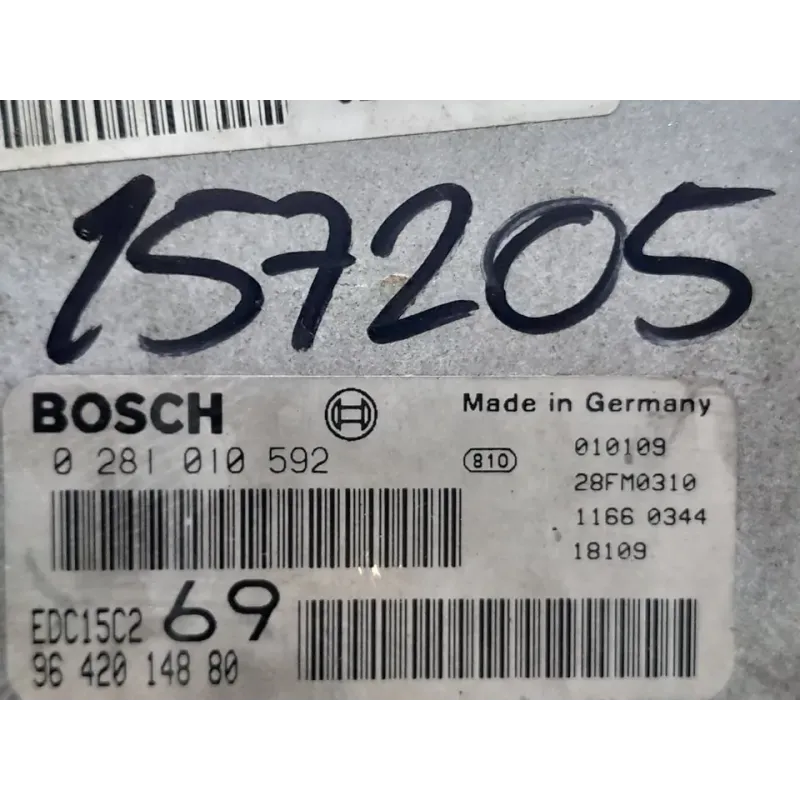 157205
BOSCH
Made in Germany
0 281 010 592
810
010109
28FM0310
1166 0344
18109
EDC15C2
69
96 420 148 80